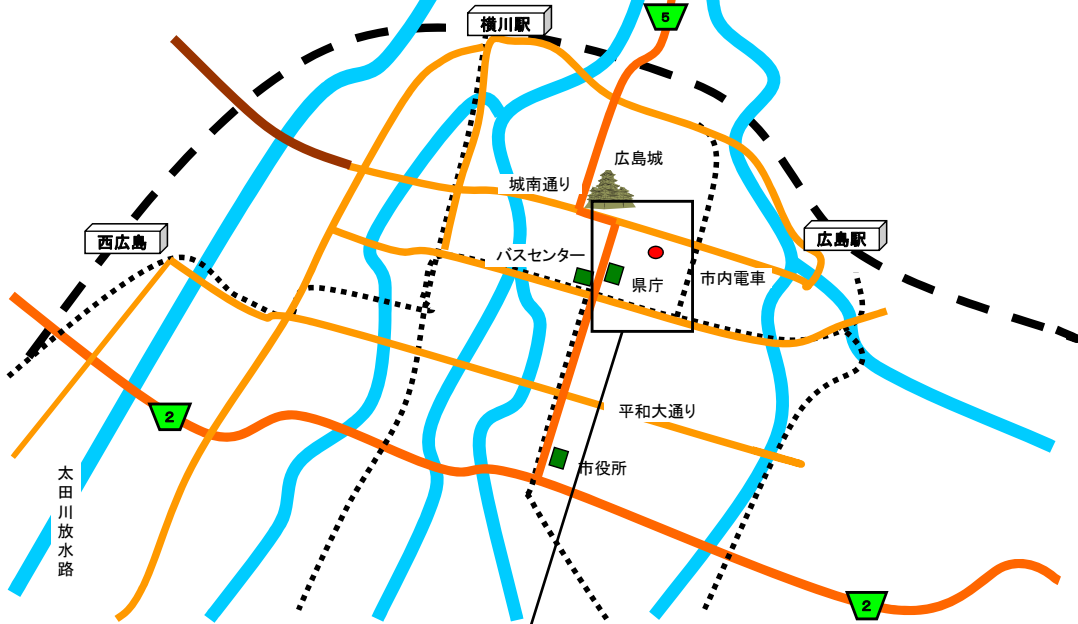 横川駅
5
広島城
城南通り
西広島
広島駅
バスセンター
市内電車
県庁
2
平和大通り
市役所
太田川放水路
2